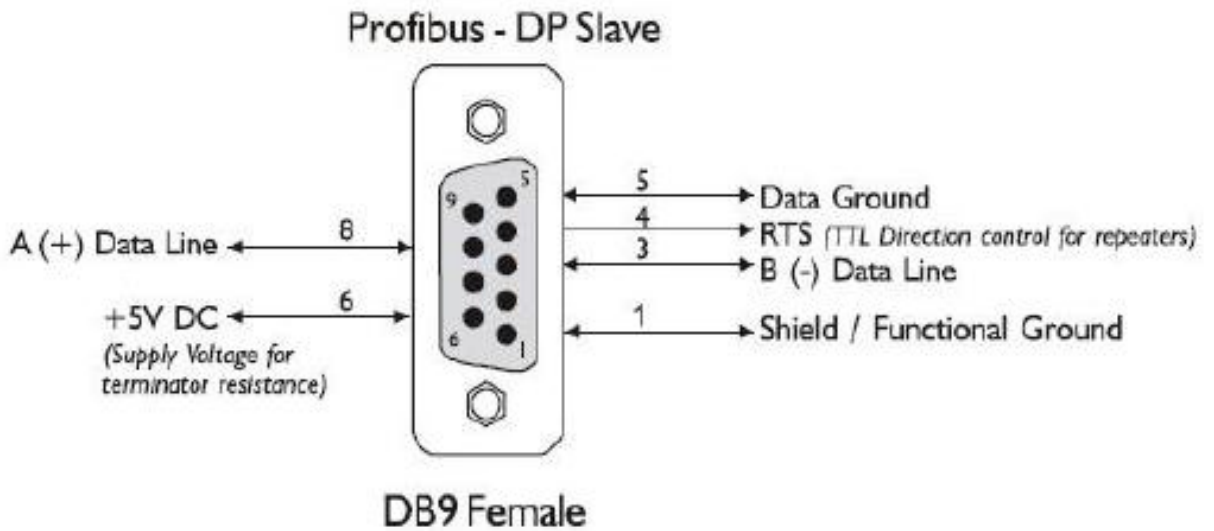 Profibus - DP Slave
5
9
5
Data Ground
4
A (+) Data Line
8
RTS (TTL Direction control for repeaters)
3
B (-) Data Line
+5V DC
6
(Supply Voltage for
terminator resistance)
6
1
1
Shield / Functional Ground
DB9 Female